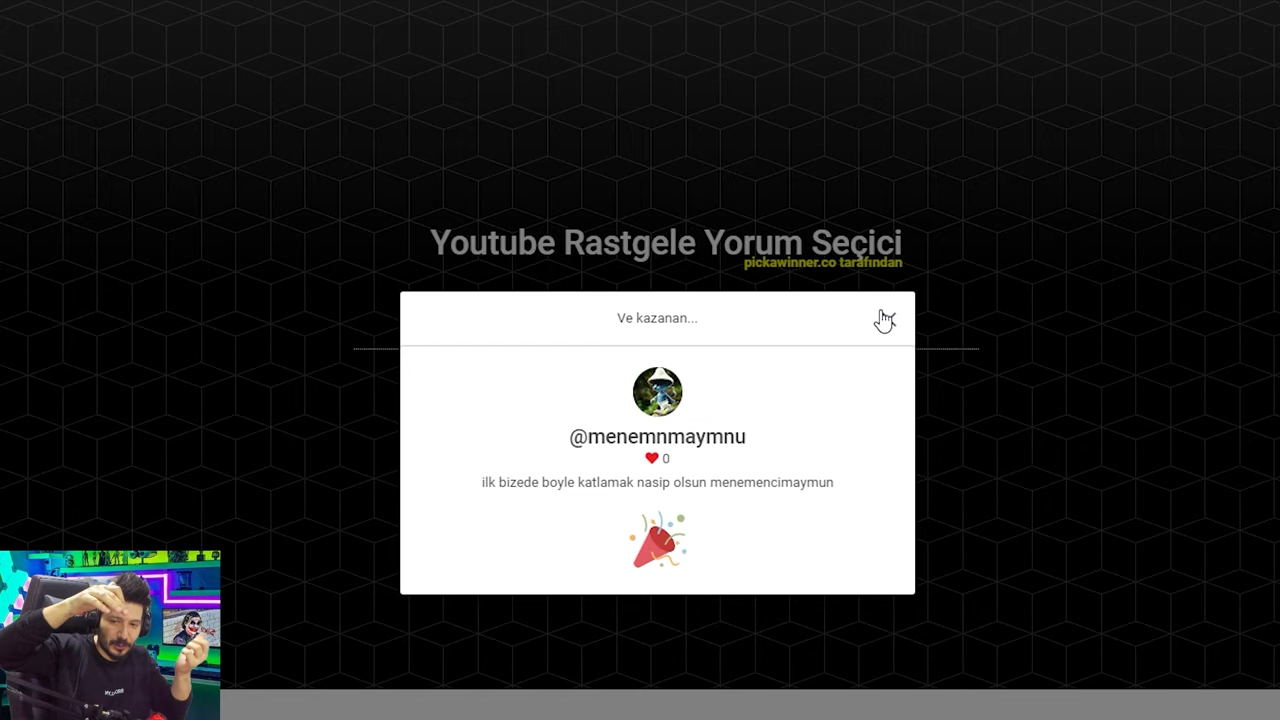 Youtube Rastgele Yorum Seçici
pickawinner.co tarafından
Ve kazanan...
@menemnmaymnu
0
ilk bizede boyle katlamak nasip olsun menemencimaymun